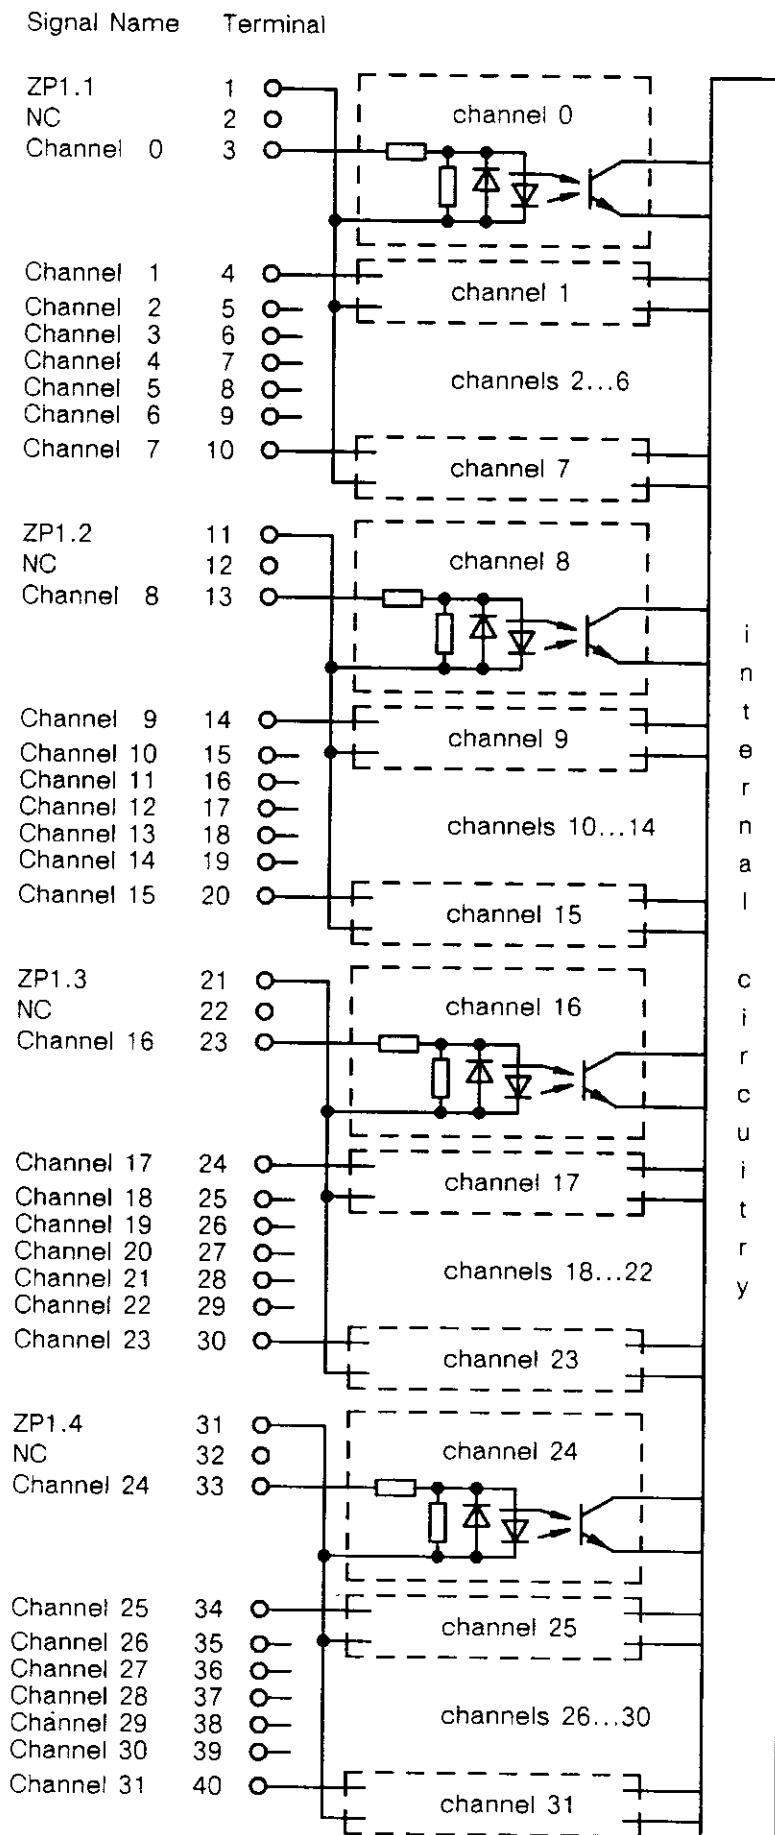 Signal Name Terminal
ZP1.1 1
channel 0
NC 2
Channel 0 3
Channel 1 4
channel 1
Channel 2 5
Channel 3 6
Channel 4 7
channels 2...6
Channel 5 8
Channel 6 9
Channel 7 10
channel 7
ZP1.2 11
channel 8
NC 12
Channel 8 13
Channel 9 14
channel 9
Channel 10 15
Channel 11 16
Channel 12 17
channels 10...14
Channel 13 18
Channel 14 19
Channel 15 20
channel 15
ZP1.3 21
channel 16
NC 22
Channel 16 23
Channel 17 24
channel 17
Channel 18 25
Channel 19 26
Channel 20 27
channels 18...22
Channel 21 28
Channel 22 29
Channel 23 30
channel 23
ZP1.4 31
channel 24
NC 32
Channel 24 33
Channel 25 34
channel 25
Channel 26 35
Channel 27 36
Channel 28 37
channels 26...30
Channel 29 38
Channel 30 39
Channel 31 40
channel 31
internal circuitry